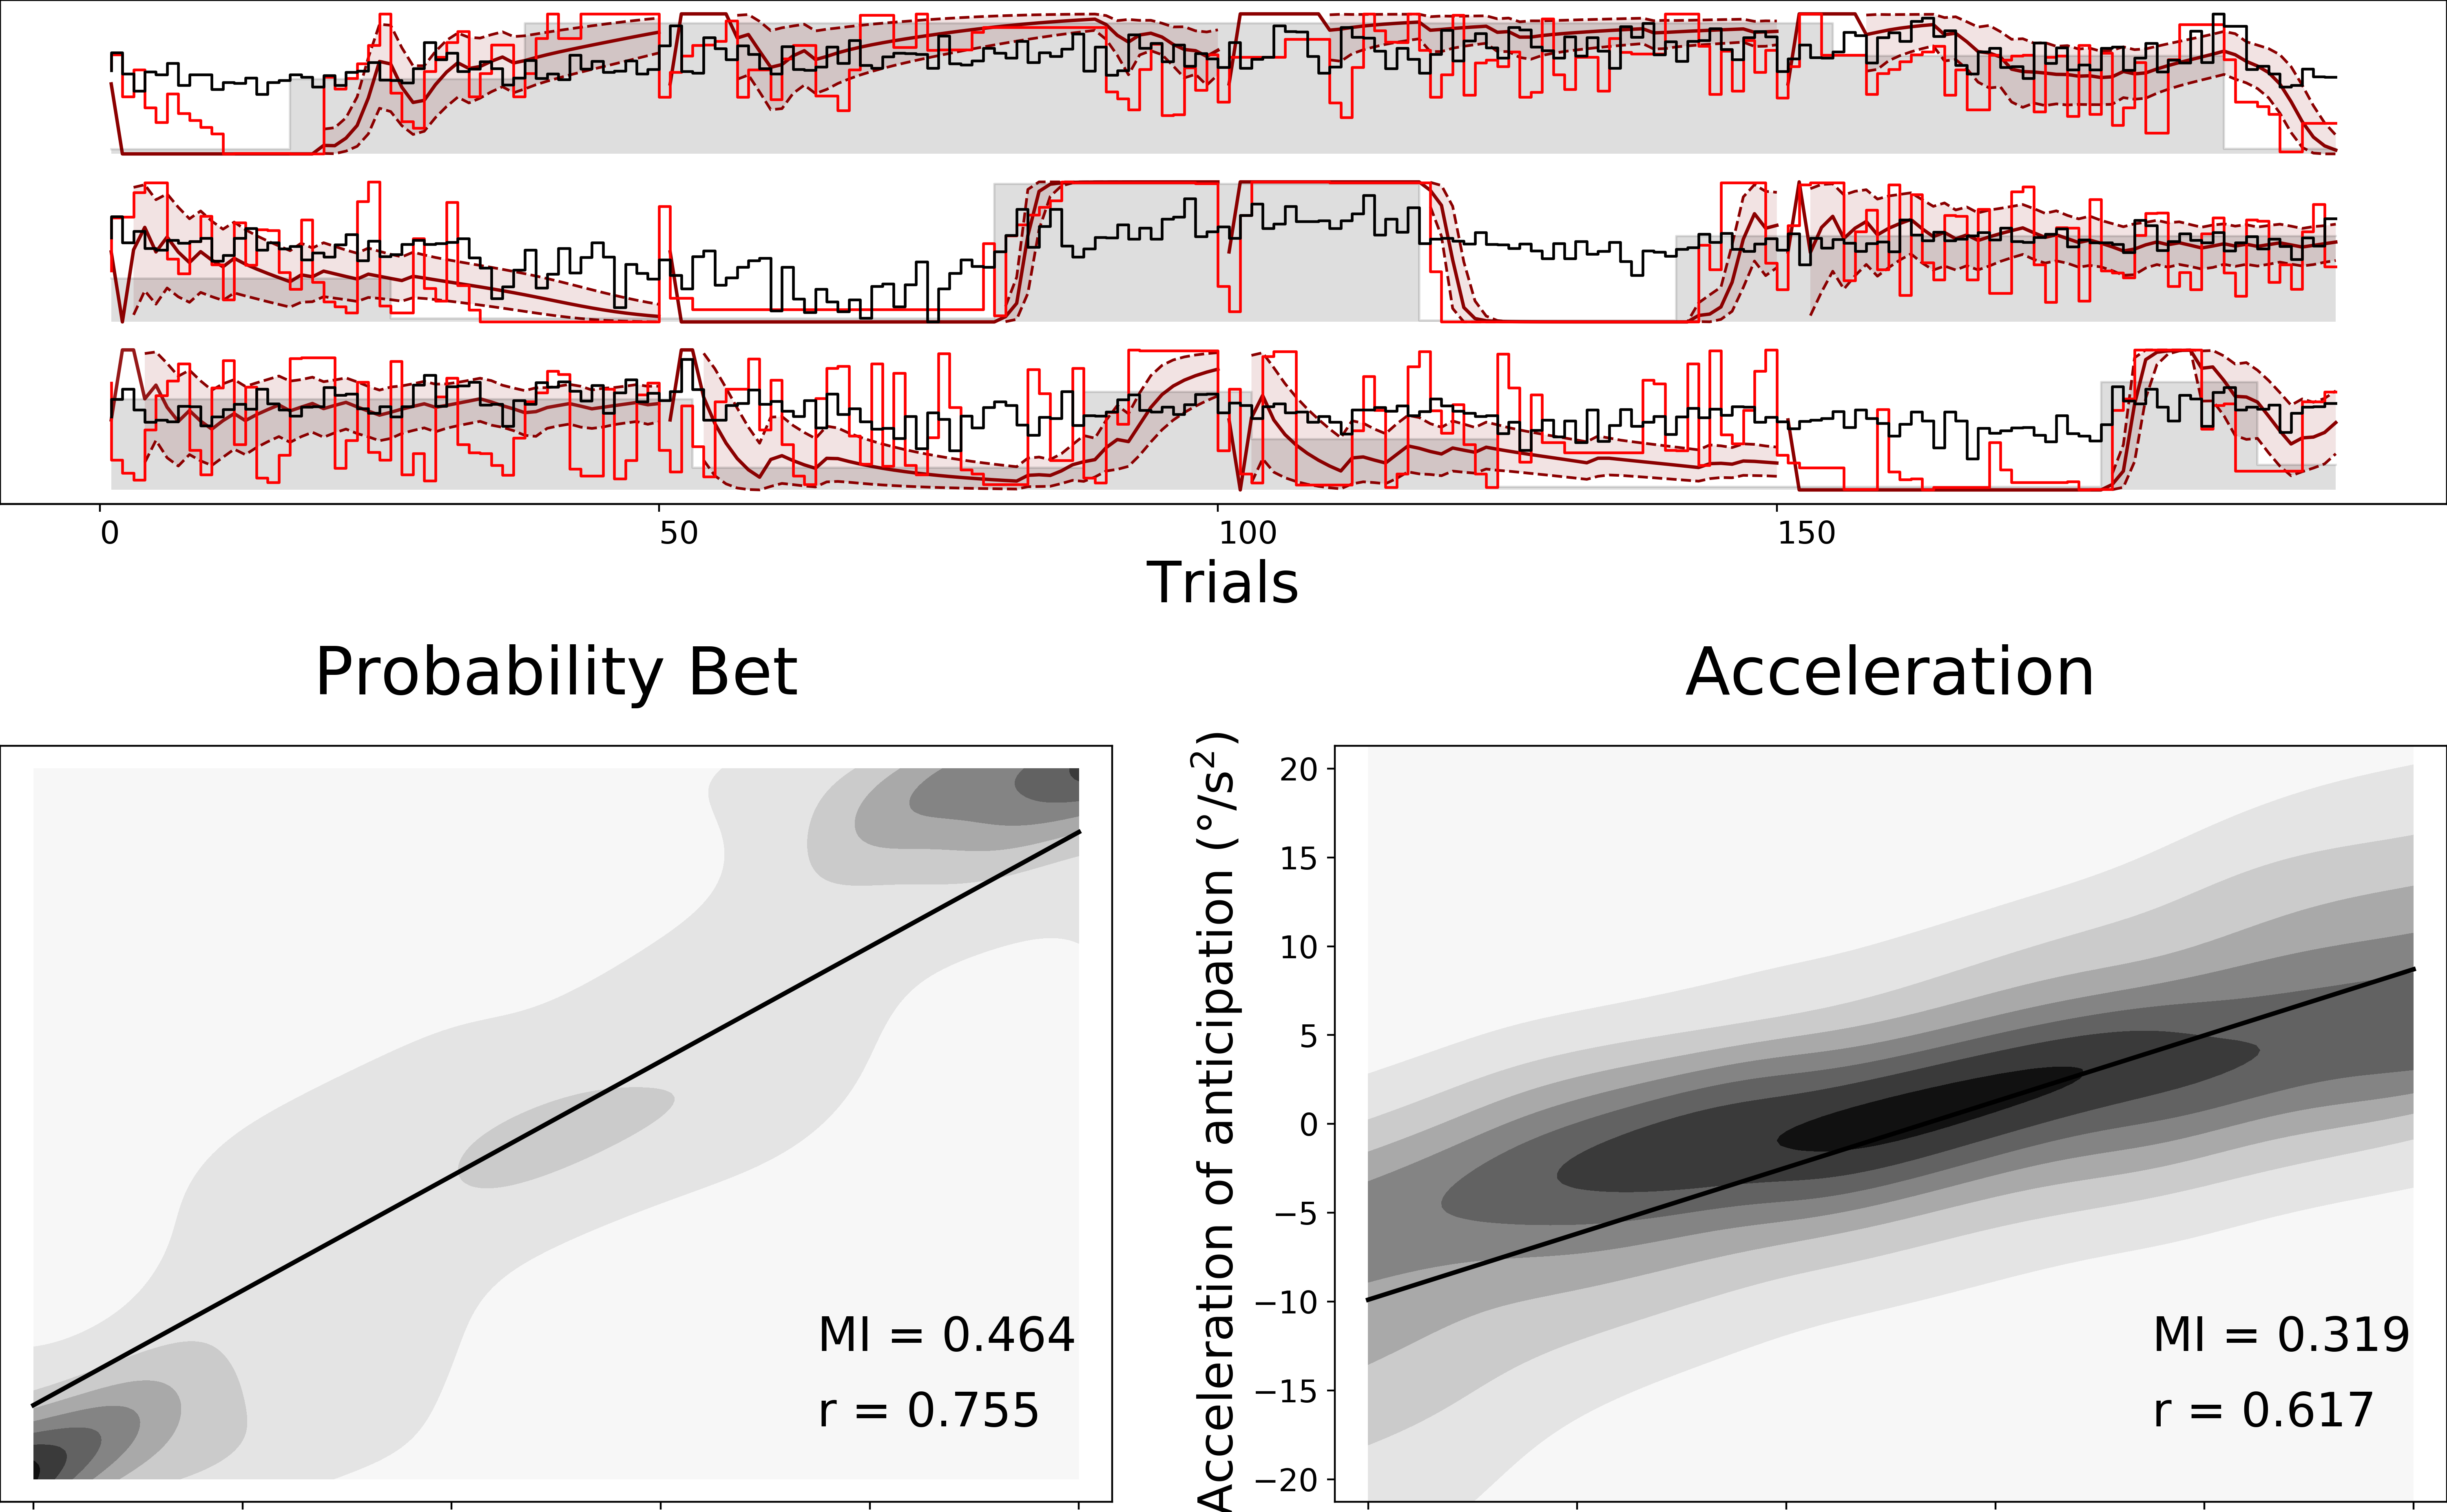 0 50 100 150
Trials
Probability Bet
Acceleration
MI = 0.464
r = 0.755
Acceleration of anticipation (°/s²)
20
15
10
5
0
−5
−10
−15
−20
MI = 0.319
r = 0.617